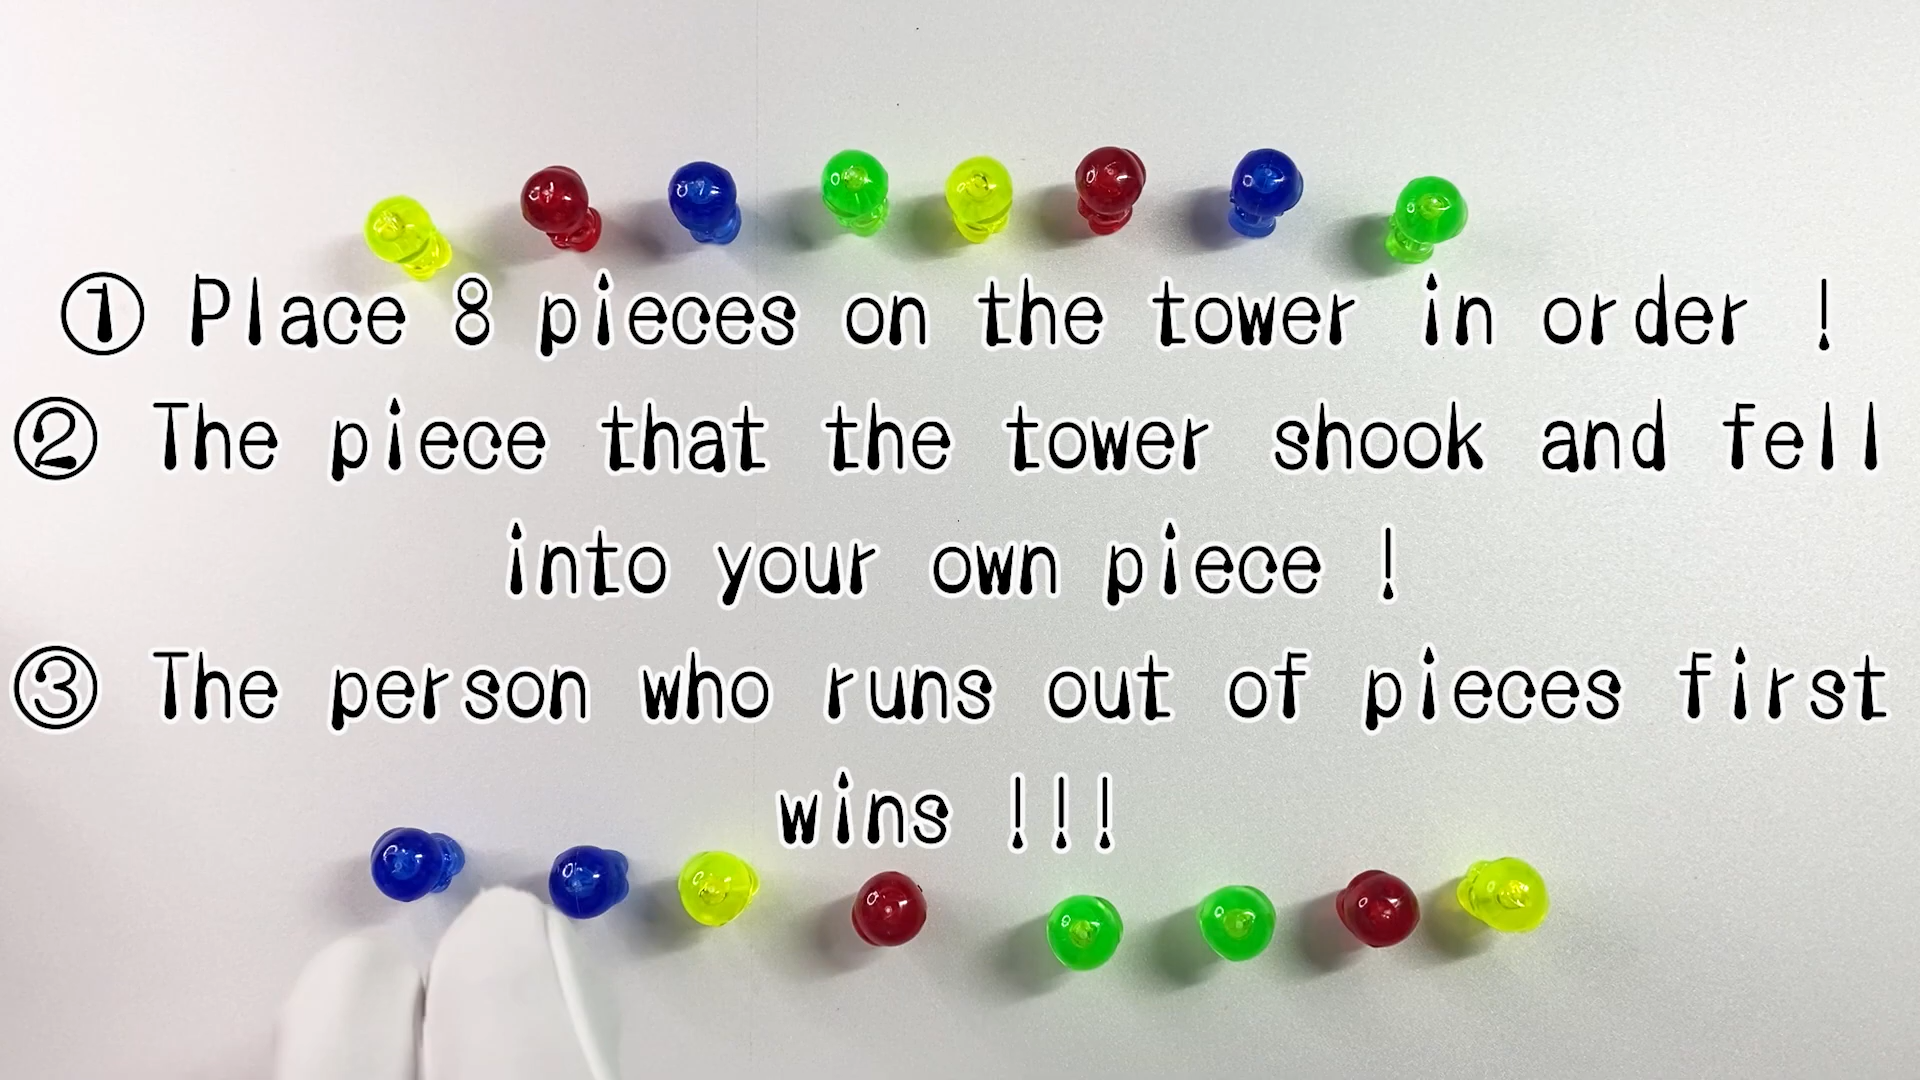 ① Place 8 pieces on the tower in order !
② The piece that the tower shook and fell
into your own piece !
③ The person who runs out of pieces first
wins !!!